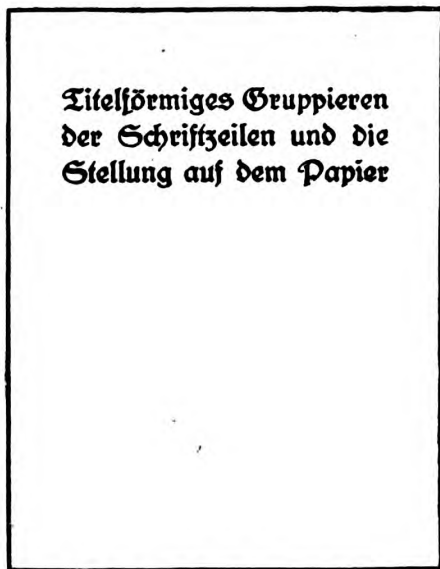 Titelförmiges Gruppieren
der Schriftzeilen und die
Stellung auf dem Papier